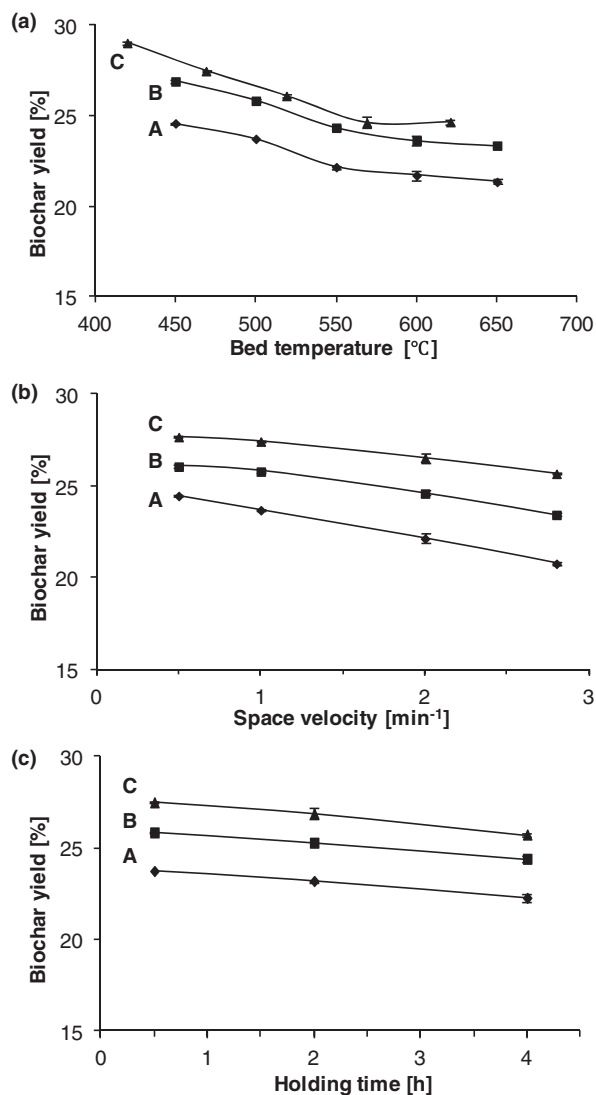 (a)
30
25
20
15
C
B
A
Biochar yield [%]
400 450 500 550 600 650 700
Bed temperature [°C]
(b)
30
25
20
15
C
B
A
Biochar yield [%]
0 1 2 3
Space velocity [min-1]
(c)
30
25
20
15
C
B
A
Biochar yield [%]
0 1 2 3 4
Holding time [h]